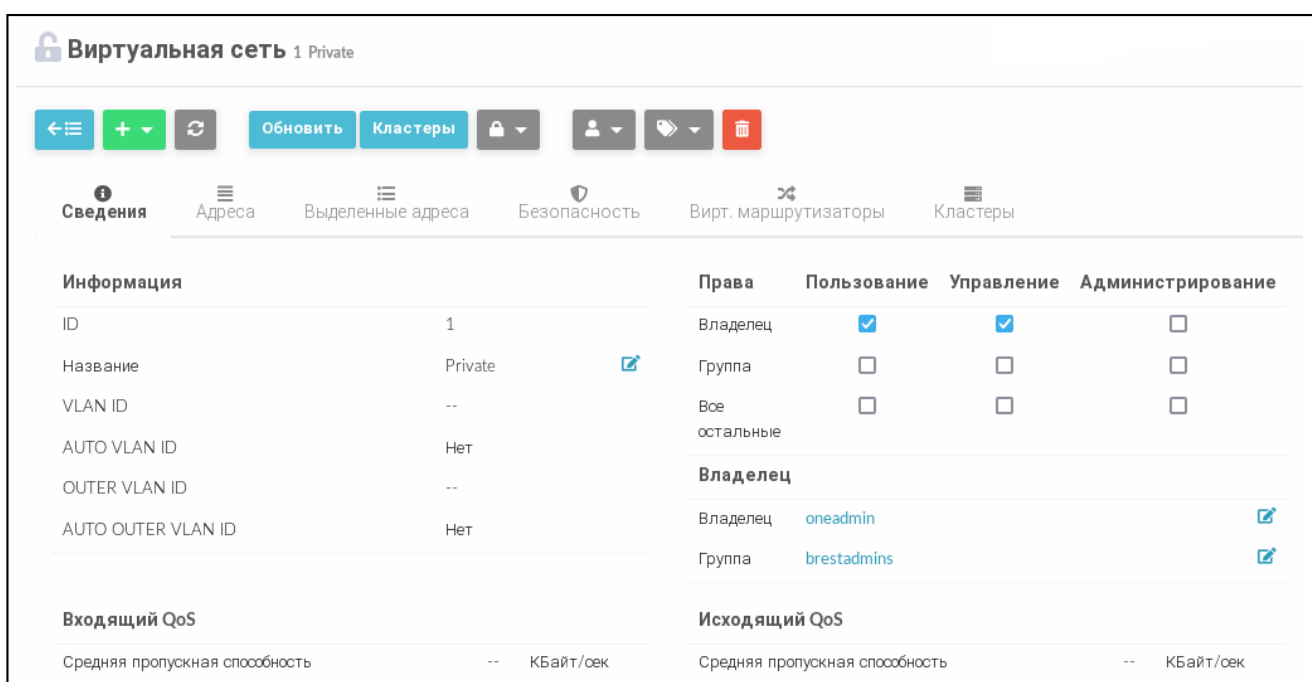 Виртуальная сеть 1 Private
Обновить Кластеры
Сведения Адреса Выделенные адреса Безопасность Вирт. маршрутизаторы Кластеры
Информация
ID 1
Название Private
VLAN ID --
AUTO VLAN ID Нет
OUTER VLAN ID --
AUTO OUTER VLAN ID Нет
Права Пользование Управление Администрирование
Владелец
Группа
Все
остальные
Владелец
Владелец oneadmin
Группа brestadmins
Входящий QoS
Средняя пропускная способность -- КБайт/сек
Исходящий QoS
Средняя пропускная способность -- КБайт/сек